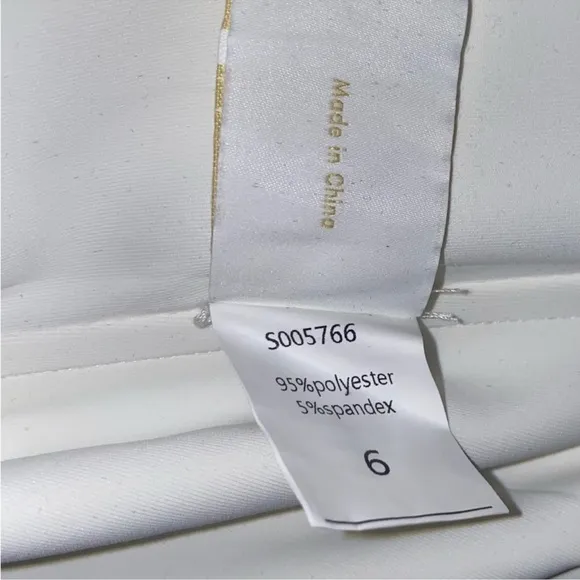 Made in China
S005766
95%polyester
5%spandex
6